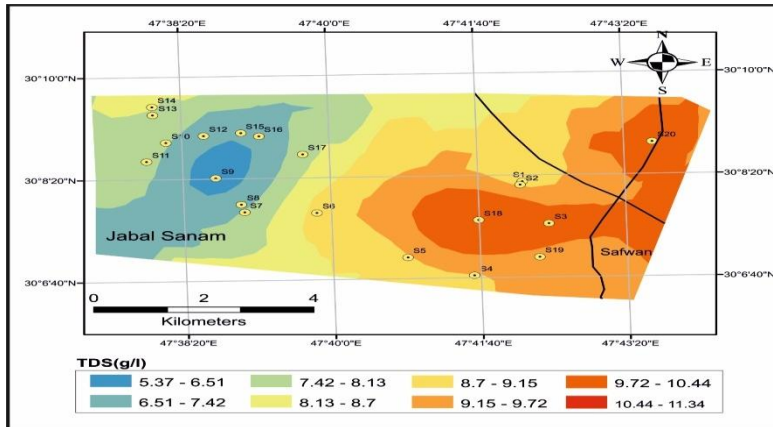 47°38'20"E 47°40'0"E 47°41'40"E 47°43'20"E
N
W E
S
30°10'0"N 30°10'0"N
S14
S13
S12 S15 S16
S10
S20
S17
S11
S1
S2
30°8'20"N 30°8'20"N
S9
S8
S7
S6
S18
S3
Jabal Sanam
Safwan
S5
S19
S4
30°6'40"N 30°6'40"N
0 2 4
Kilometers
47°38'20"E 47°40'0"E 47°41'40"E 47°43'20"E
TDS(g/l)
5.37 - 6.51 7.42 - 8.13 8.7 - 9.15 9.72 - 10.44
6.51 - 7.42 8.13 - 8.7 9.15 - 9.72 10.44 - 11.34